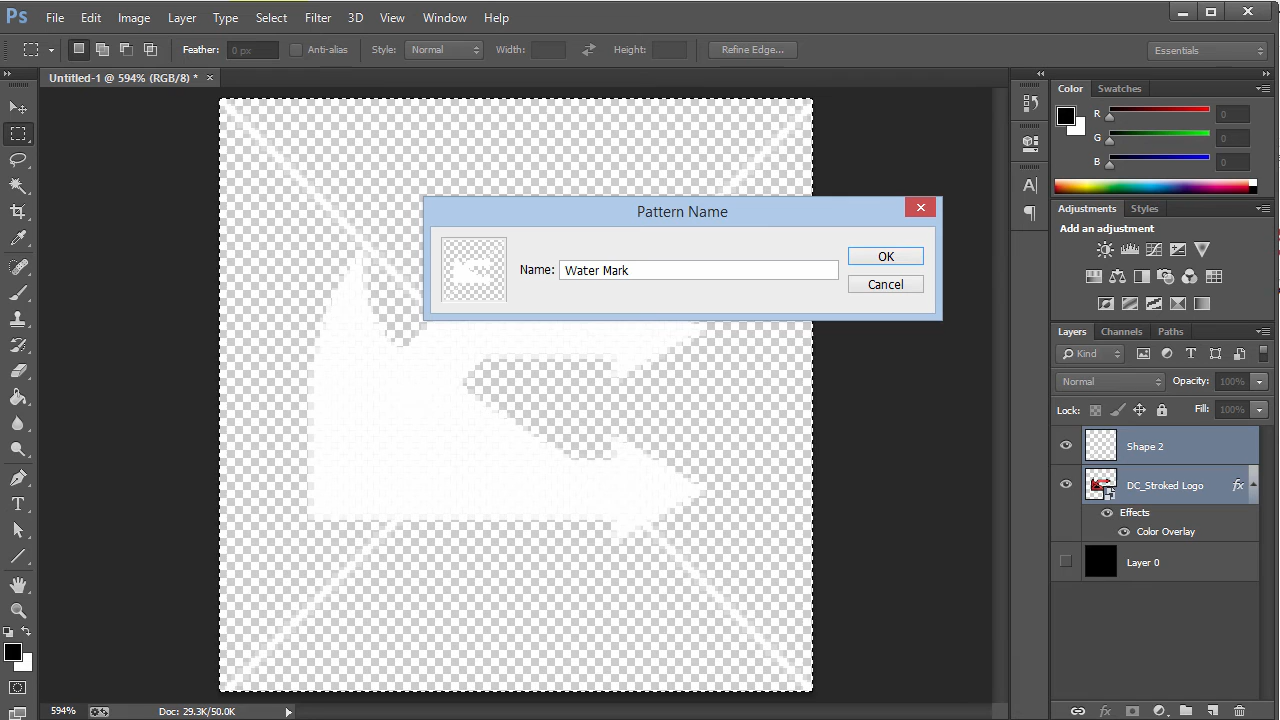 Ps File Edit Image Layer Type Select Filter 3D View Window Help
Feather: 0 px Anti-alias Style: Normal Width: Height: Refine Edge... Essentials
Untitled-1 @ 594% (RGB/8) * ×
Color Swatches
R 0
G 0
B 0
Adjustments Styles
Add an adjustment
Pattern Name
Name: Water Mark
OK
Cancel
Layers Channels Paths
Kind
Normal Opacity: 100%
Lock: Fill: 100%
Shape 2
DC_Stroked Logo fx
Effects
Color Overlay
Layer 0
594% Doc: 29.3K/50.0K